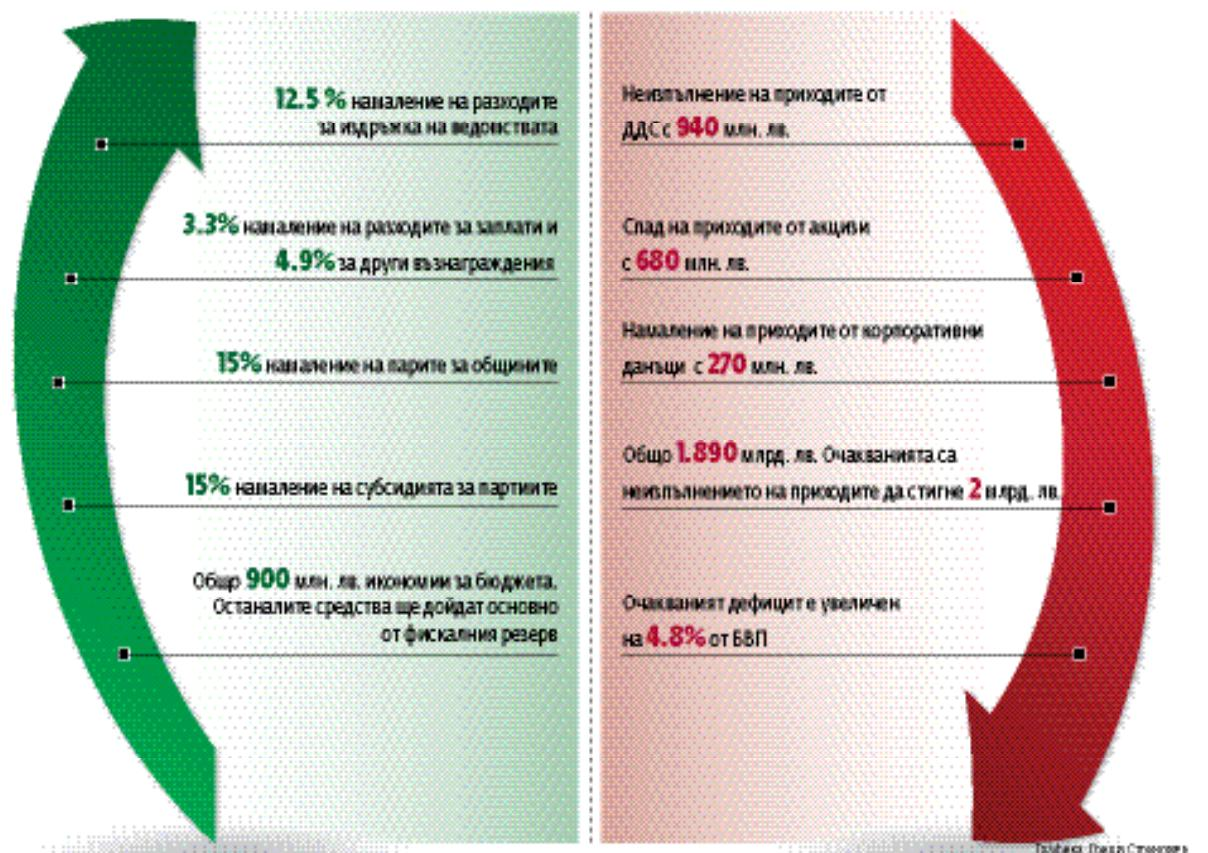 12.5 % намаление на разходите
за издръжка на ведомствата
3.3% намаление на разходите за заплати и
4.9% за други възнаграждения
15% намаление на парите за общините
15% намаление на субсидията за партиите
Общо 900 млн. лв. икономии за бюджета.
Останалите средства ще дойдат основно
от фискалния резерв
Неизпълнение на приходите от
ДДС с 940 млн. лв.
Спад на приходите от акцизи
с 680 млн. лв.
Намаление на приходите от корпоративни
данъци с 270 млн. лв.
Общо 1.890 млрд. лв. Очакванията са
неизпълнението на приходите да стигне 2 млрд. лв.
Очакваният дефицит е увеличен
на 4.8% от БВП